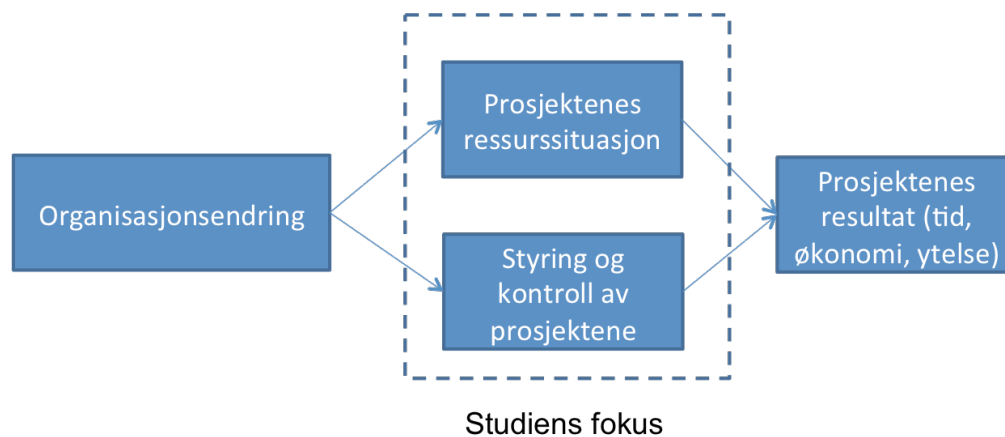 Organisasjonsendring
Prosjektenes
ressurssituasjon
Styring og
kontroll av
prosjektene
Prosjektenes
resultat (tid,
økonomi, ytelse)
Studiens fokus